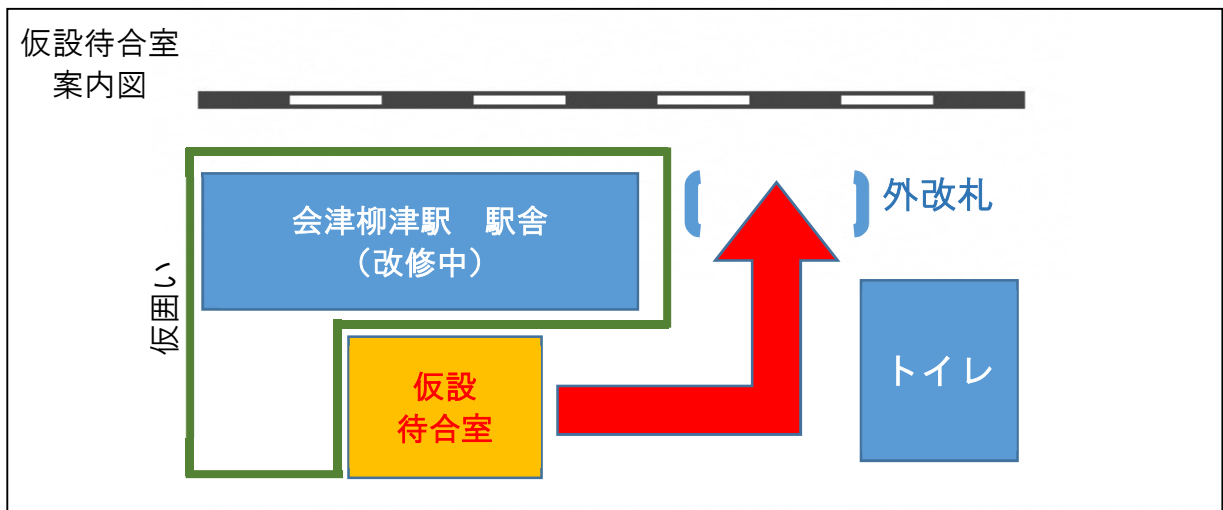 仮設待合室
案内図
会津柳津駅　駅舎
（改修中）
外改札
仮囲い
仮設
待合室
トイレ